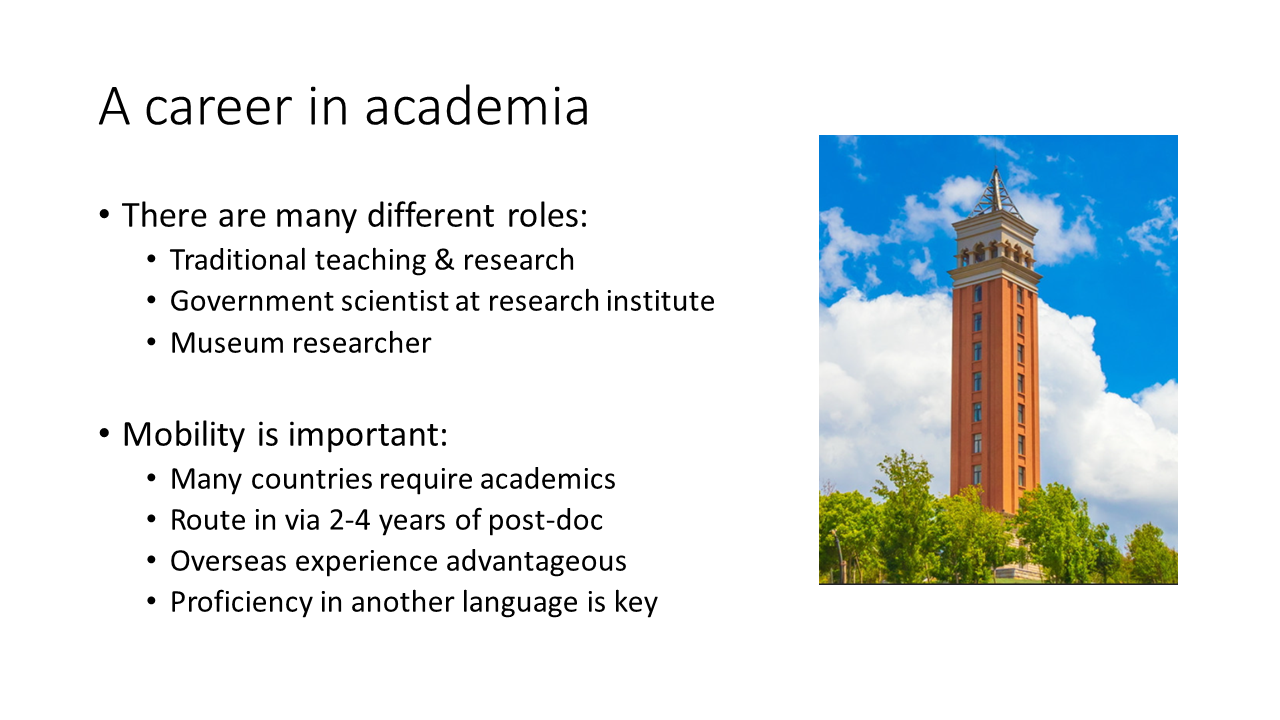 A career in academia
• There are many different roles:
• Traditional teaching & research
• Government scientist at research institute
• Museum researcher
• Mobility is important:
• Many countries require academics
• Route in via 2-4 years of post-doc
• Overseas experience advantageous
• Proficiency in another language is key